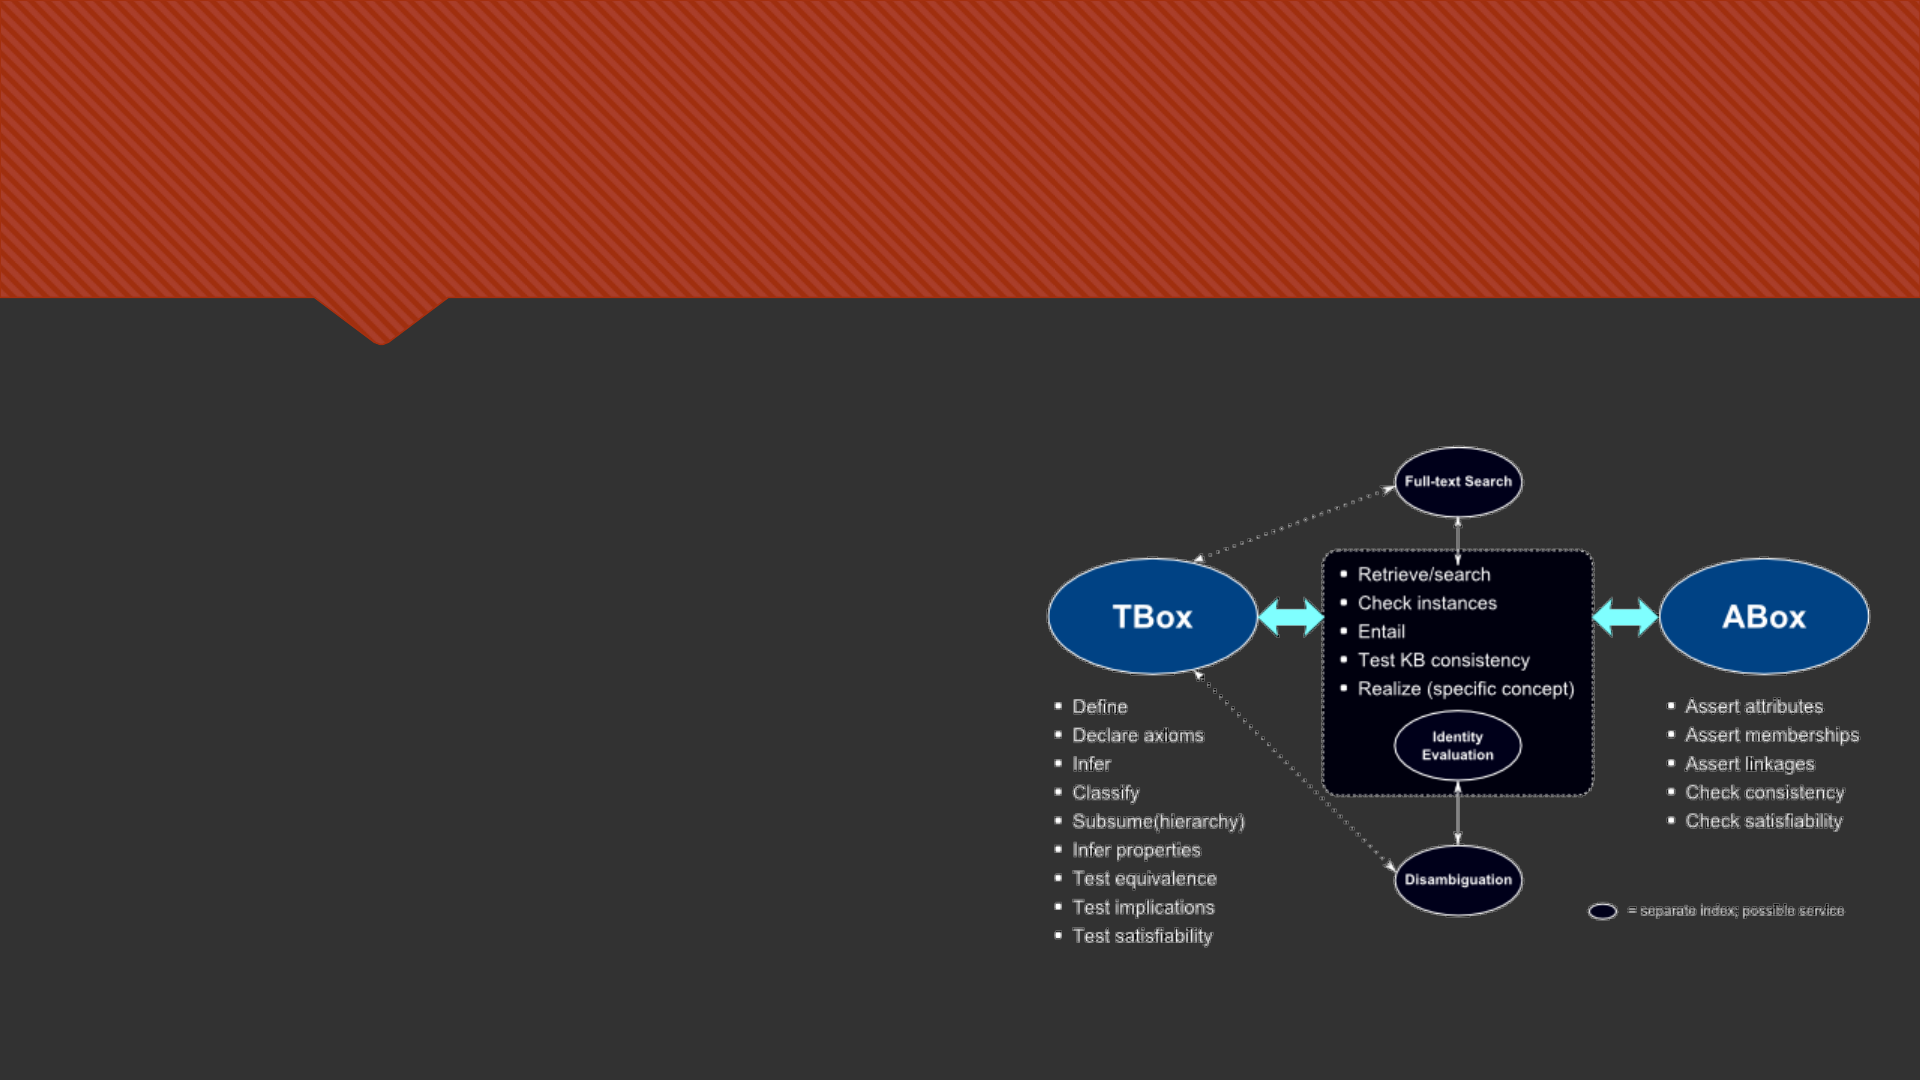 Full-text Search
TBox
Retrieve/search
Check instances
Entail
Test KB consistency
Realize (specific concept)
Identity
Evaluation
ABox
Define
Declare axioms
Infer
Classify
Subsume(hierarchy)
Infer properties
Test equivalence
Test implications
Test satisfiability
Assert attributes
Assert memberships
Assert linkages
Check consistency
Check satisfiability
Disambiguation
= separate index; possible service